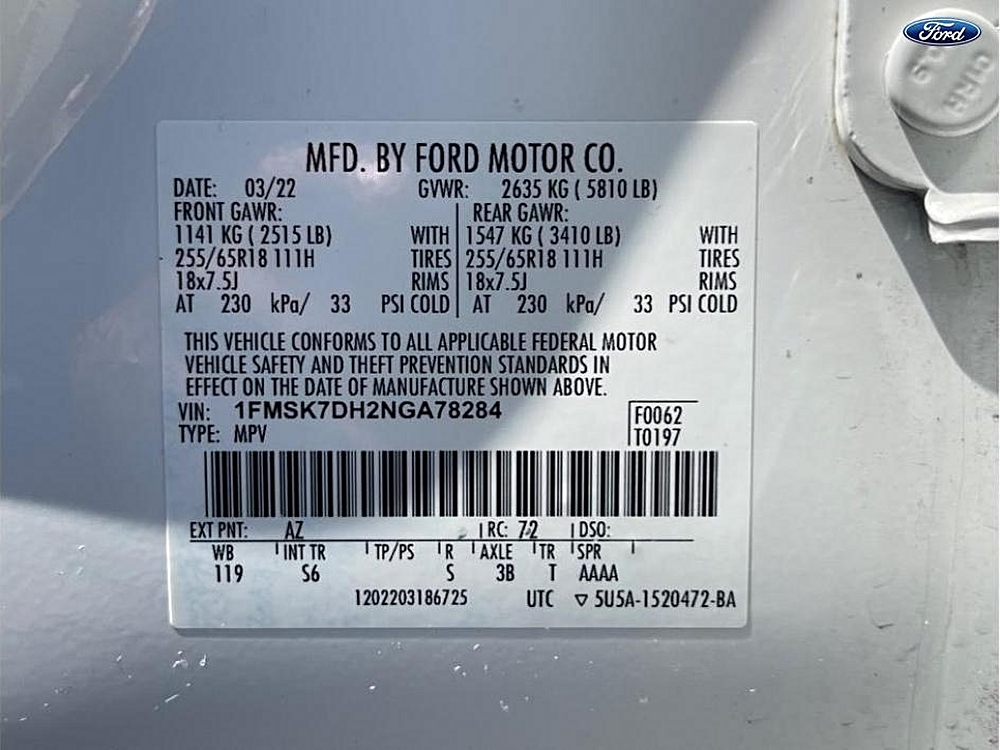 Ford
MFD. BY FORD MOTOR CO.
DATE: 03/22 GVWR: 2635 KG ( 5810 LB)
FRONT GAWR: REAR GAWR:
1141 KG ( 2515 LB) WITH 1547 KG ( 3410 LB) WITH
255/65R18 111H TIRES 255/65R18 111H TIRES
18x7.5J RIMS 18x7.5J RIMS
AT 230 kPa/ 33 PSI COLD AT 230 kPa/ 33 PSI COLD
THIS VEHICLE CONFORMS TO ALL APPLICABLE FEDERAL MOTOR
VEHICLE SAFETY AND THEFT PREVENTION STANDARDS IN
EFFECT ON THE DATE OF MANUFACTURE SHOWN ABOVE.
VIN: 1FMSK7DH2NGA78284 F0062
TYPE: MPV T0197
EXT PNT: AZ RC: 72 DSO:
WB INT TR TP/PS R AXLE TR SPR
119 S6 S 3B T AAAA
1202203186725 UTC ▽ 5U5A-1520472-BA